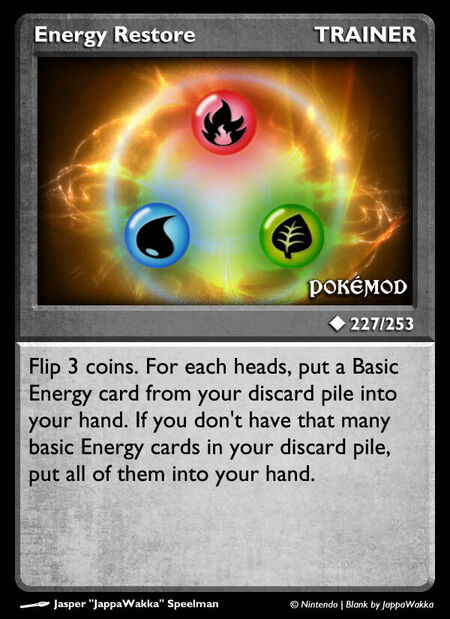 Energy Restore TRAINER
POKÉMOD
◆ 227/253
Flip 3 coins. For each heads, put a Basic
Energy card from your discard pile into
your hand. If you don't have that many
basic Energy cards in your discard pile,
put all of them into your hand.
Jasper "JappaWakka" Speelman © Nintendo | Blank by JappaWakka